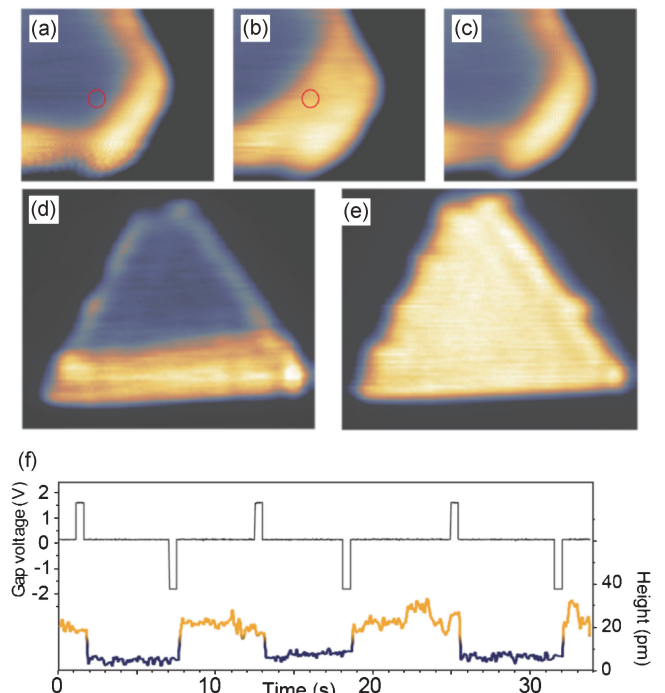 (a)
(b)
(c)
(d)
(e)
(f)
Gap voltage (V)
2
1
0
-1
-2
40
20
0
Height (pm)
0
10
20
30
Time (s)